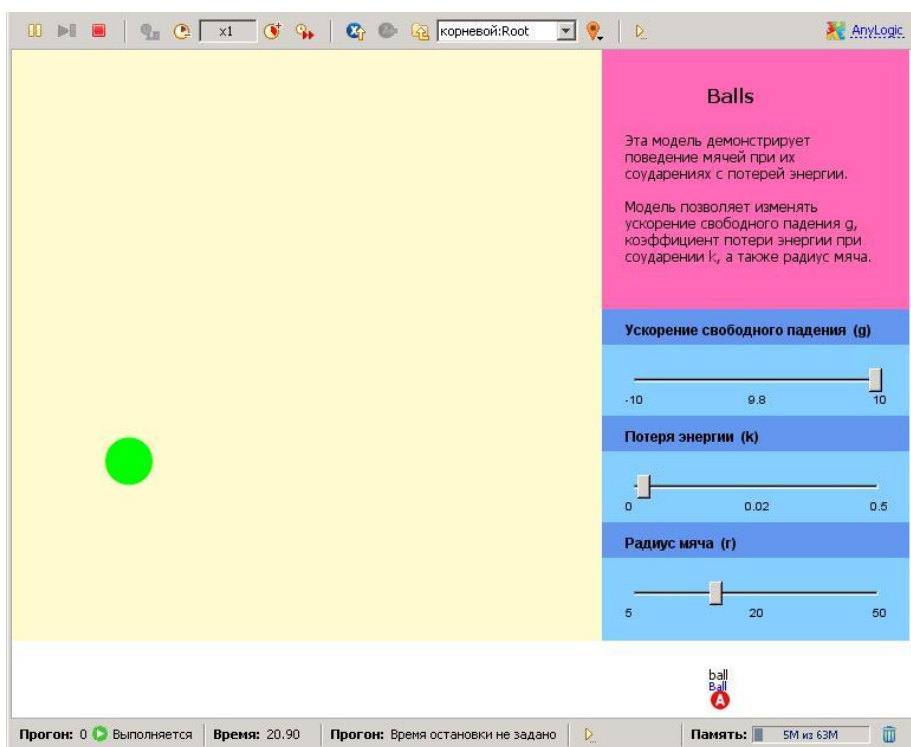 x1
корневой:Root
AnyLogic
Balls
Эта модель демонстрирует
поведение мячей при их
соударениях с потерей энергии.
Модель позволяет изменять
ускорение свободного падения g,
коэффициент потери энергии при
соударении k, а также радиус мяча.
Ускорение свободного падения (g)
-10 9.8 10
Потеря энергии (k)
0 0.02 0.5
Радиус мяча (r)
5 20 50
ball
Ball
A
Прогон: 0 Выполняется Время: 20.90 Прогон: Время остановки не задано Память: 5M из 63M